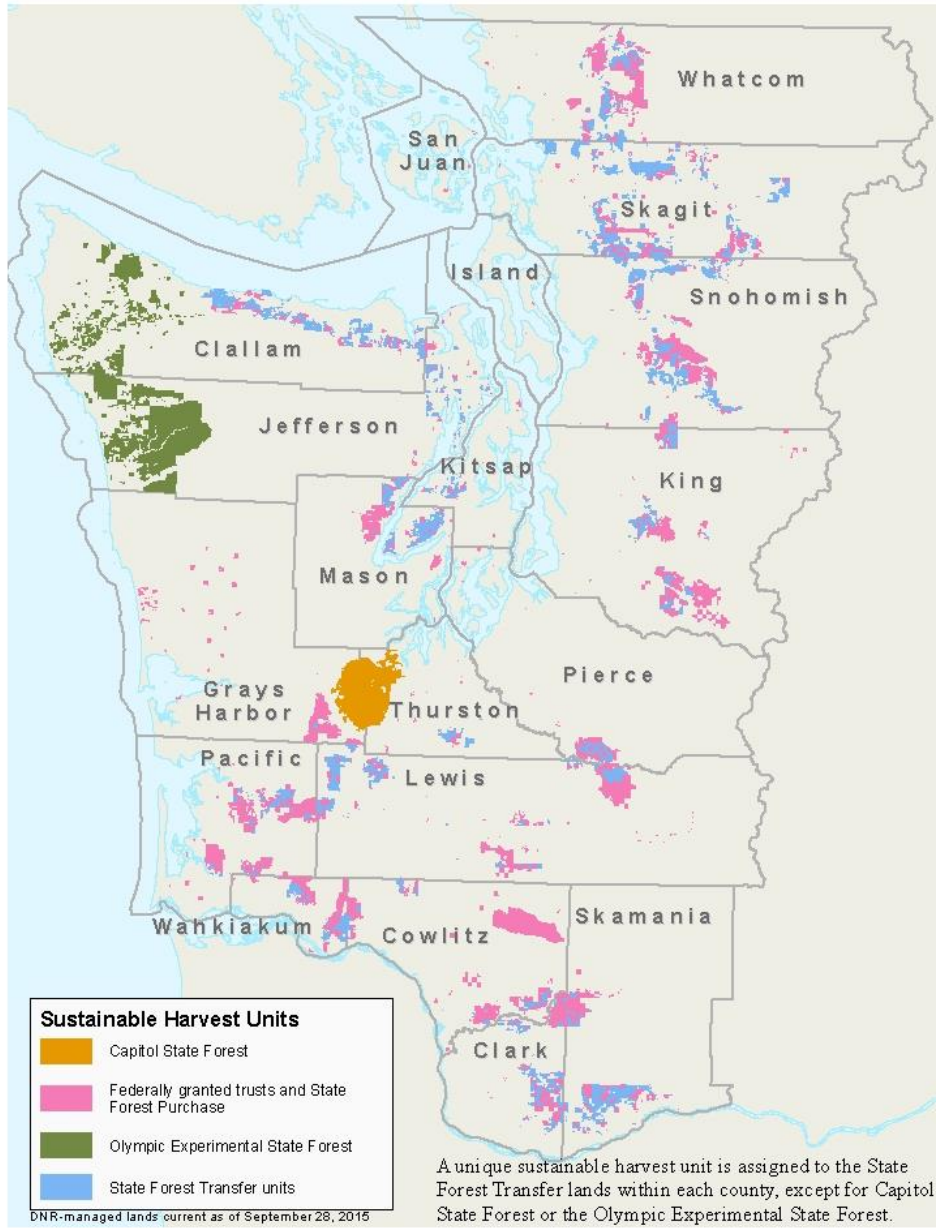 Whatcom
San
Juan
Skagit
Island
Snohomish
Clallam
Jefferson
Kitsap
King
Mason
Pierce
Grays
Harbor
Thurston
Pacific
Lewis
Skamania
Wahkiakum
Cowlitz
Clark
Sustainable Harvest Units
Capitol State Forest
Federally granted trusts and State
Forest Purchase
Olympic Experimental State Forest
State Forest Transfer units
DNR-managed lands current as of September 28, 2015
A unique sustainable harvest unit is assigned to the State
Forest Transfer lands within each county, except for Capitol
State Forest or the Olympic Experimental State Forest.